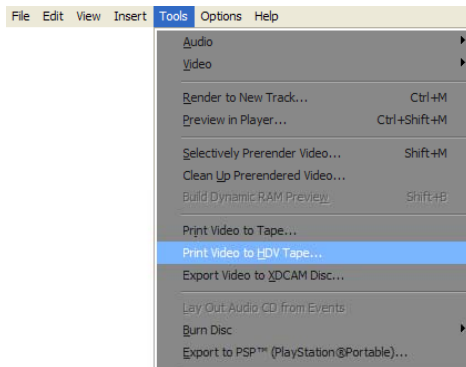 File Edit View Insert Tools Options Help
Audio
Video
Render to New Track... Ctrl+M
Preview in Player... Ctrl+Shift+M
Selectively Prerender Video... Shift+M
Clean Up Prerendered Video...
Build Dynamic RAM Preview Shift+B
Print Video to Tape...
Print Video to HDV Tape...
Export Video to XDCAM Disc...
Lay Out Audio CD from Events
Burn Disc
Export to PSP™ (PlayStation®Portable)...